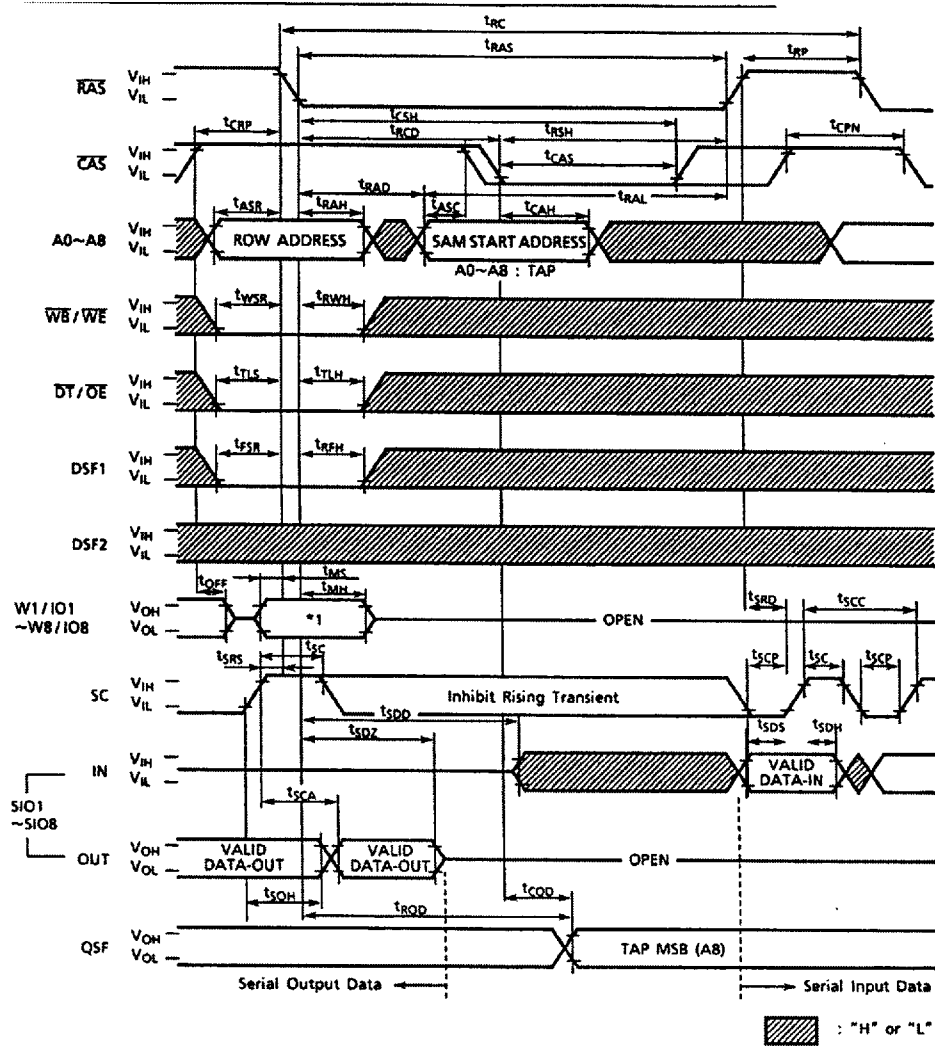 tRC
tRAS
tRP
RAS VIH VIL
tCSH
tCRP tRCD tRSH tCPN
CAS VIH VIL
tCAS
tRAD tRAL
tASR tRAH tASC tCAH
A0~A8 VIH VIL ROW ADDRESS SAM START ADDRESS
A0~A8 : TAP
tWSR tRWH
WB/WE VIH VIL
tTLS tTLH
DT/OE VIH VIL
tFSR tRFH
DSF1 VIH VIL
DSF2 VIH VIL
tOFF tMS
tMH
W1/IO1 ~W8/IO8 VOH VOL *1 OPEN
tSRD tSCC
tSRS tSC tSCP tSC tSCP
SC VIH VIL Inhibit Rising Transient
tSDD
tSDZ tSDS tSDH
IN VIH VIL VALID DATA-IN
SIO1 ~SIO8
tSCA
OUT VOH VOL VALID DATA-OUT VALID DATA-OUT OPEN
tSOH tCQD
tRQD
QSF VOH VOL TAP MSB (A8)
Serial Output Data Serial Input Data
: "H" or "L"